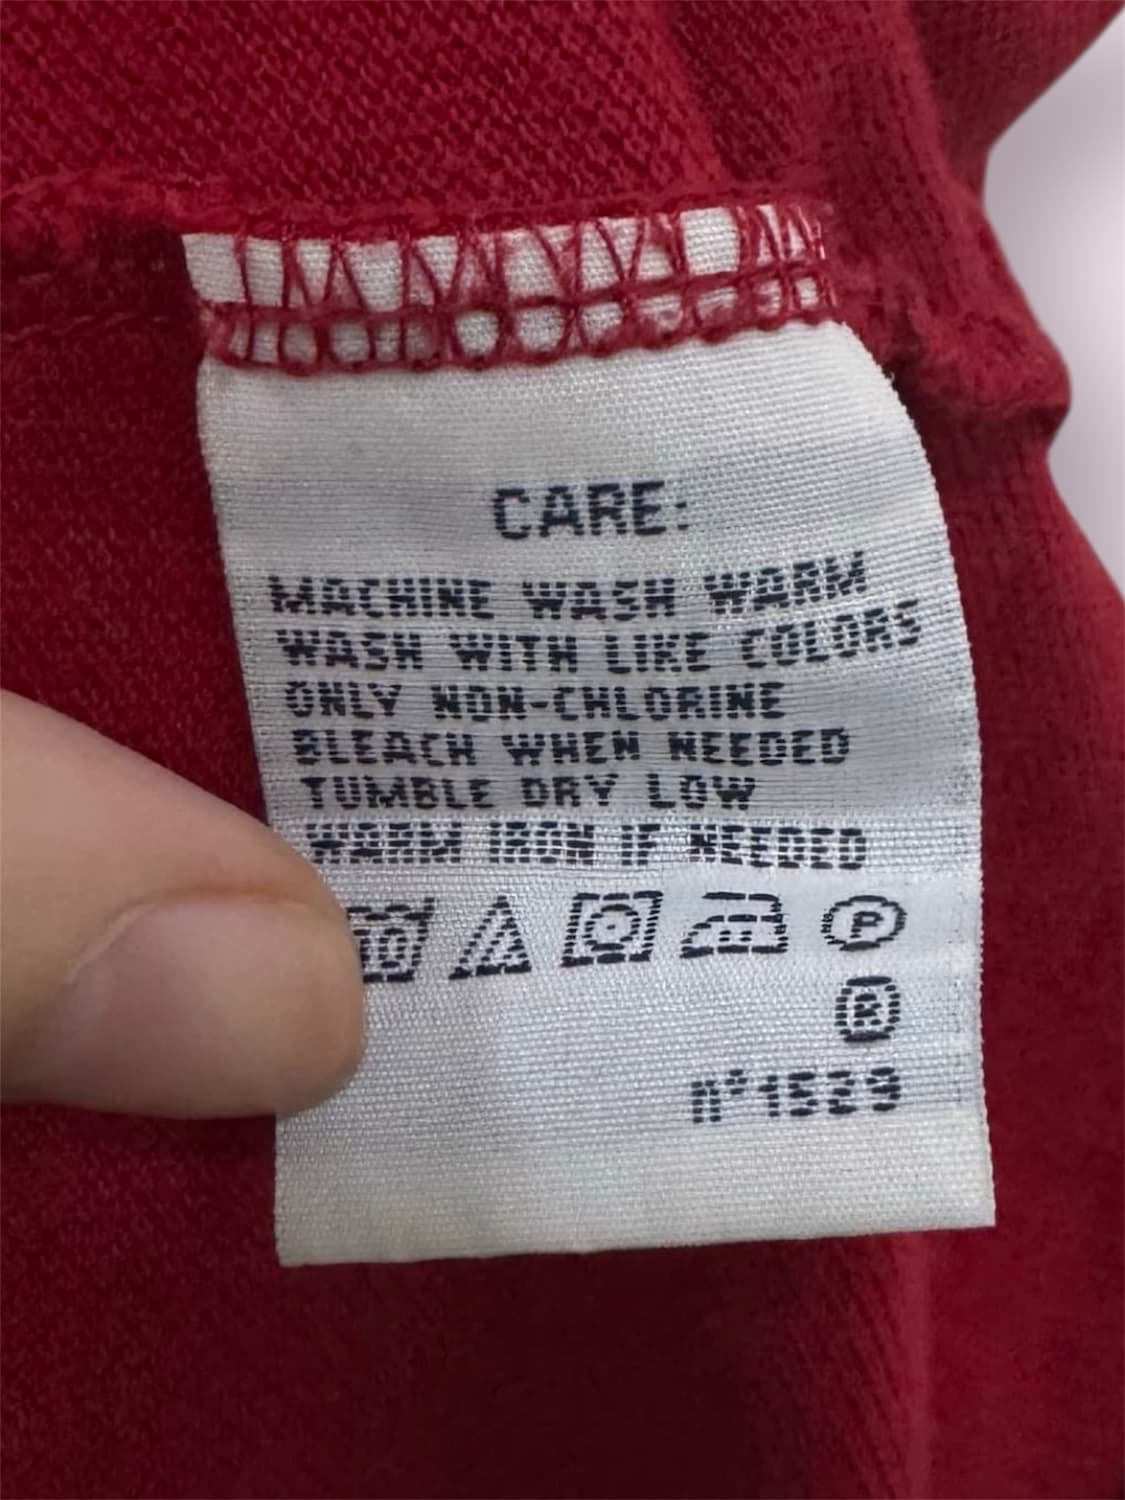 CARE:
MACHINE WASH WARM
WASH WITH LIKE COLORS
ONLY NON-CHLORINE
BLEACH WHEN NEEDED
TUMBLE DRY LOW
WARM IRON IF NEEDED
P
R
n°1529